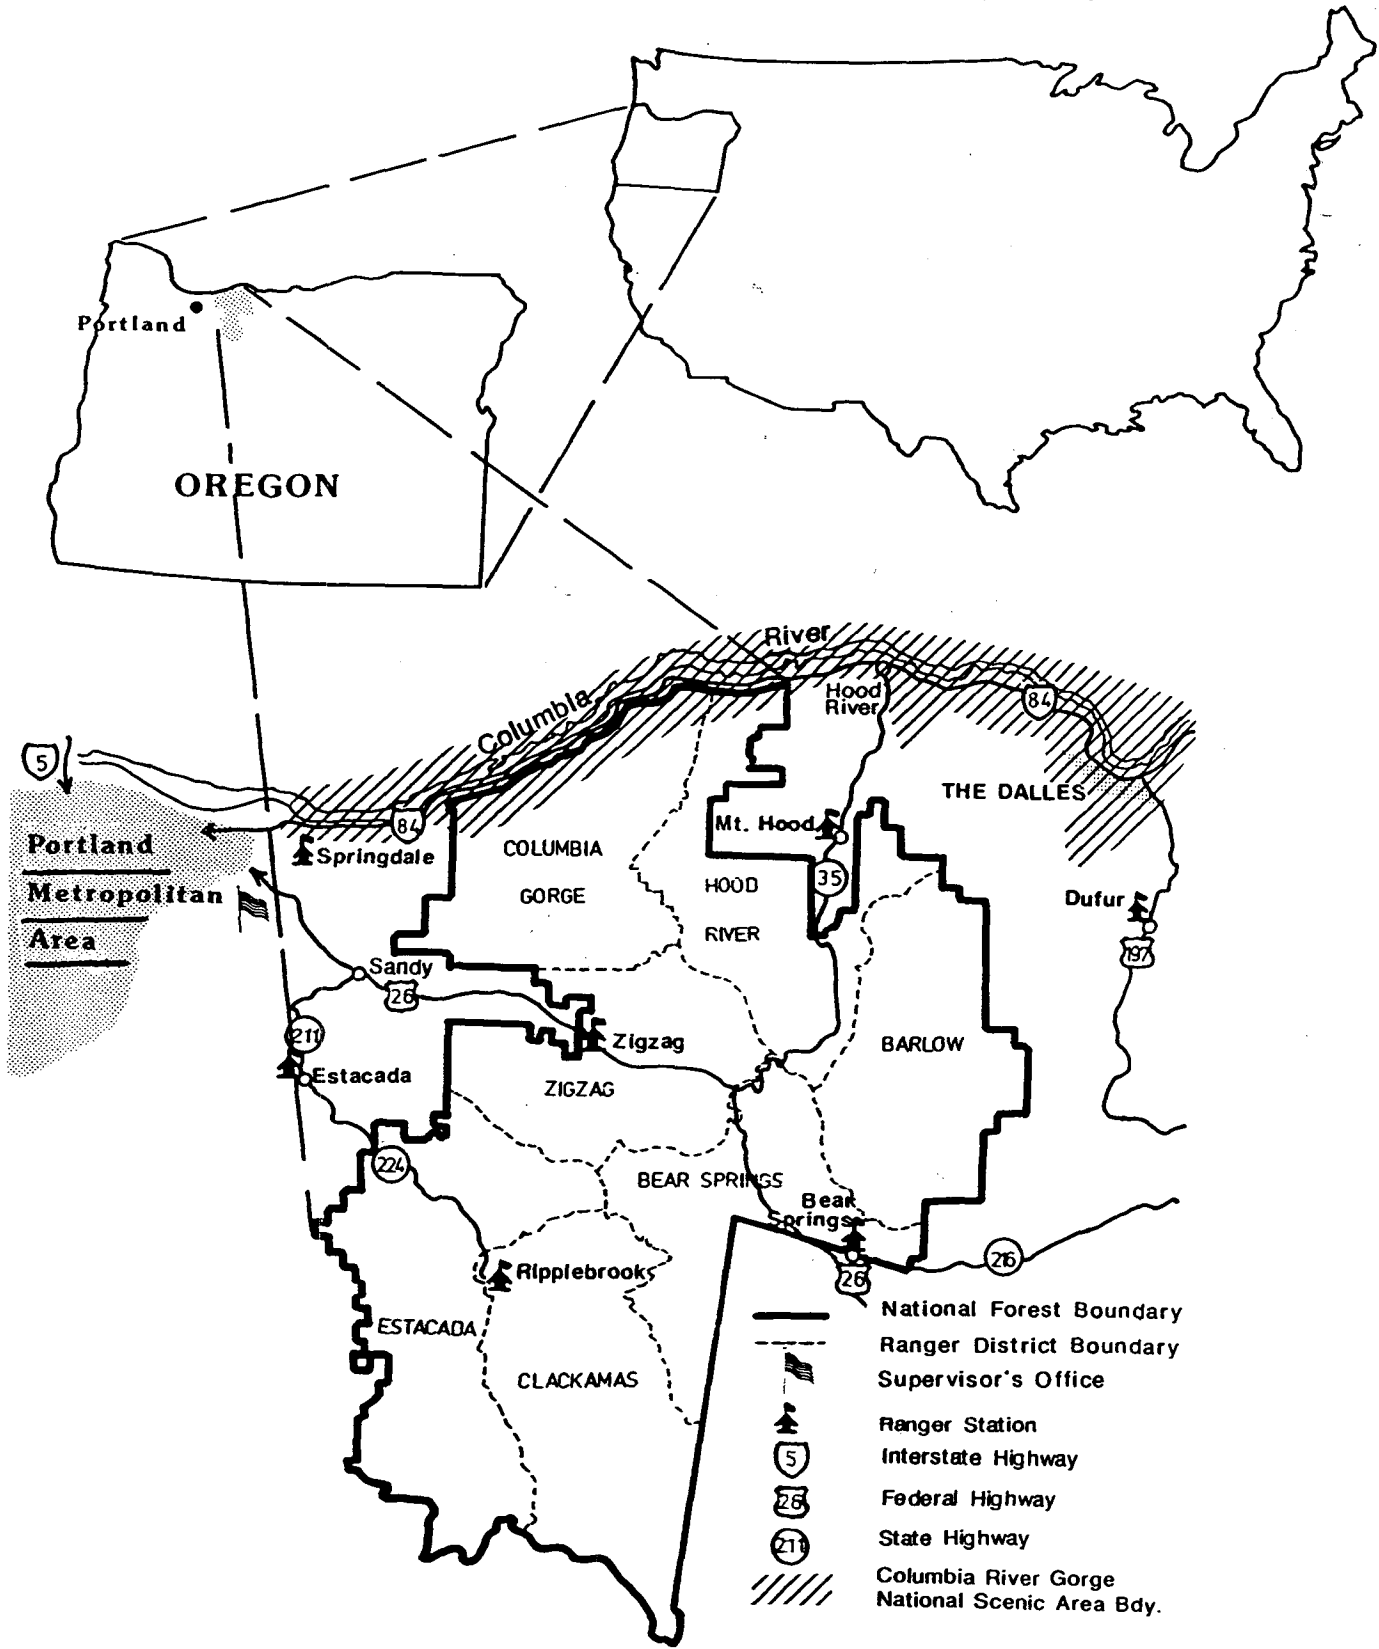 Portland
OREGON
River
Columbia
Hood
River
84
5
THE DALLES
Portland
Metropolitan
Area
84
Springdale
Mt. Hood
COLUMBIA
GORGE
HOOD
RIVER
35
Dufur
197
Sandy
26
211
Zigzag
BARLOW
Estacada
ZIGZAG
224
BEAR SPRINGS
Bear
Springs
216
26
Ripplebrook
ESTACADA
CLACKAMAS
National Forest Boundary
Ranger District Boundary
Supervisor's Office
Ranger Station
5
Interstate Highway
26
Federal Highway
211
State Highway
Columbia River Gorge
National Scenic Area Bdy.